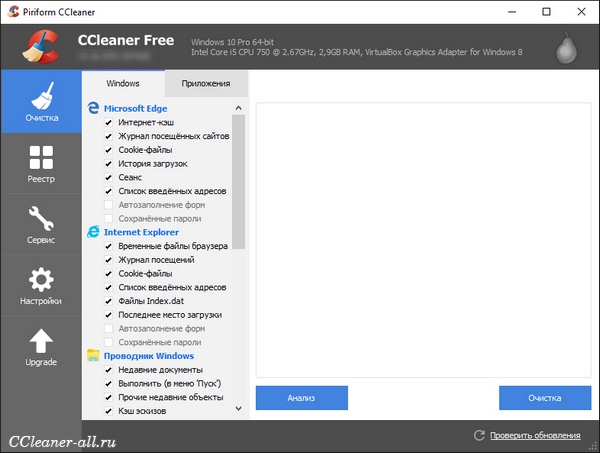 Piriform CCleaner
CCleaner Free
Windows 10 Pro 64-bit
Intel Core i5 CPU 750 @ 2.67GHz, 2,9GB RAM, VirtualBox Graphics Adapter for Windows 8
Очистка
Реестр
Сервис
Настройки
Upgrade
Windows
Приложения
Microsoft Edge
Интернет-кэш
Журнал посещённых сайтов
Cookie-файлы
История загрузок
Сеанс
Список введённых адресов
Автозаполнение форм
Сохранённые пароли
Internet Explorer
Временные файлы браузера
Журнал посещений
Cookie-файлы
Список введённых адресов
Файлы Index.dat
Последнее место загрузки
Автозаполнение форм
Сохранённые пароли
Проводник Windows
Недавние документы
Выполнить (в меню 'Пуск')
Прочие недавние объекты
Кэш эскизов
Анализ
Очистка
CCleaner-all.ru
Проверить обновления